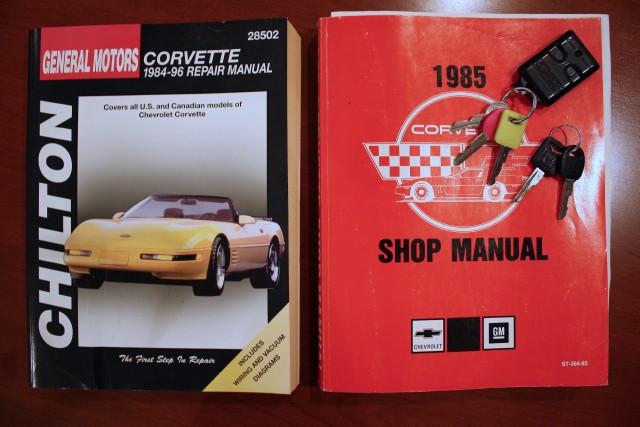 28502
GENERAL MOTORS
CORVETTE
1984-96 REPAIR MANUAL
CHILTON
Covers all U.S. and Canadian models of
Chevrolet Corvette
The First Step In Repair
INCLUDES
WIRING AND VACUUM
DIAGRAMS
1985
SHOP MANUAL
CHEVROLET
GM
ST-364-85